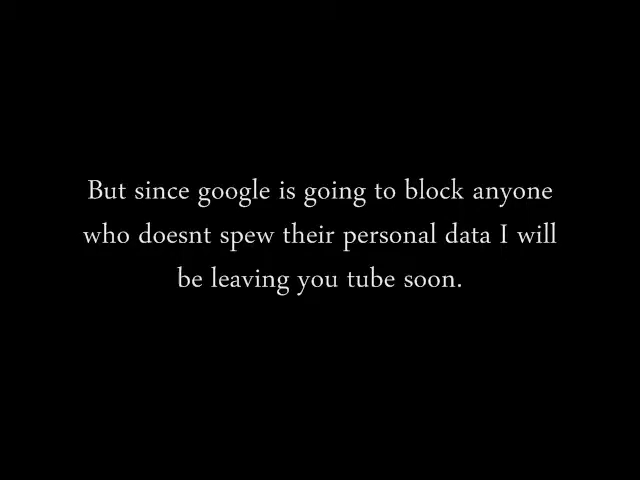 But since google is going to block anyone
who doesnt spew their personal data I will
be leaving you tube soon.